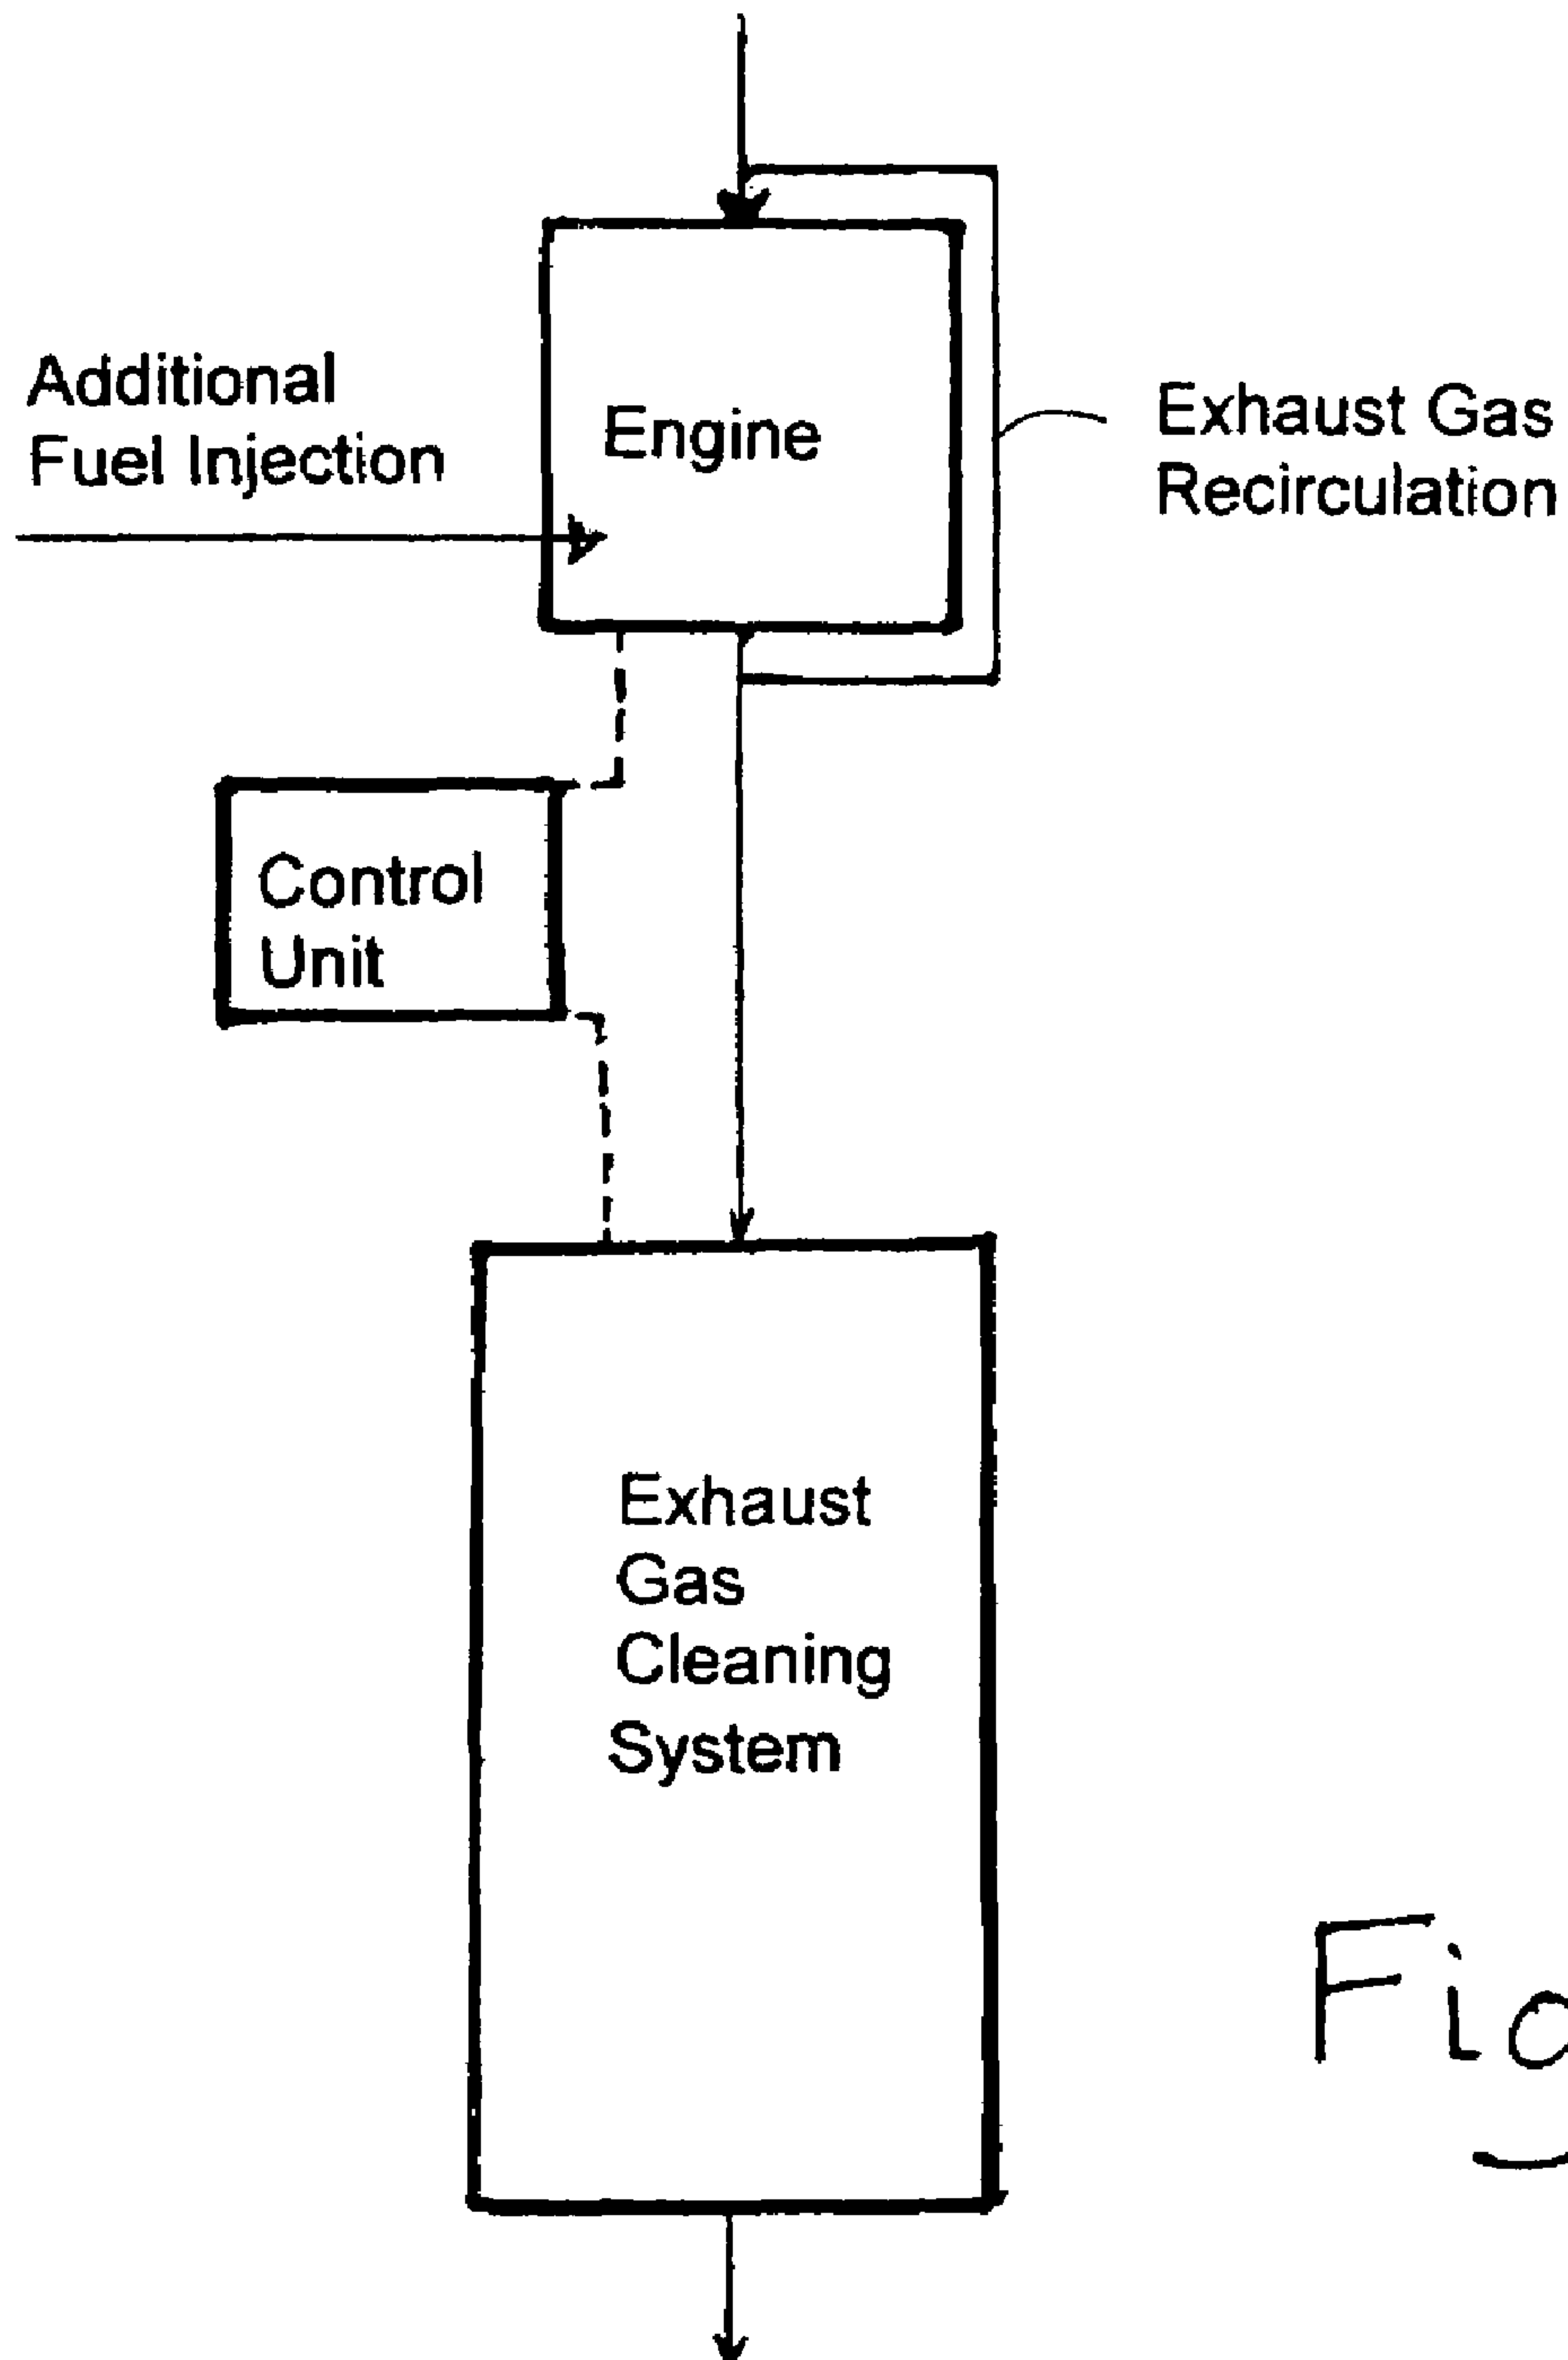 Additional
Fuel Injection
Engine
Exhaust Gas
Recirculation
Control
Unit
Exhaust
Gas
Cleaning
System